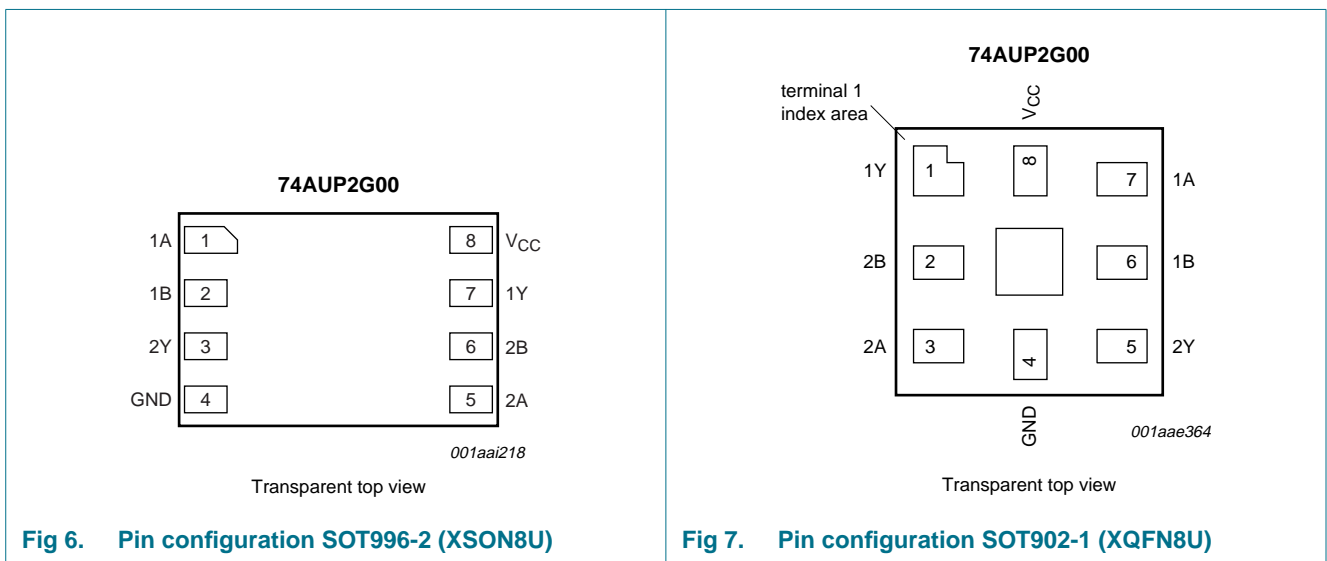 74AUP2G00
1A 1 8 VCC
1B 2 7 1Y
2Y 3 6 2B
GND 4 5 2A
001aai218
Transparent top view
Fig 6. Pin configuration SOT996-2 (XSON8U)
74AUP2G00
terminal 1
index area
VCC
1Y 1 8 7 1A
2B 2 6 1B
2A 3 4 5 2Y
GND
001aae364
Transparent top view
Fig 7. Pin configuration SOT902-1 (XQFN8U)